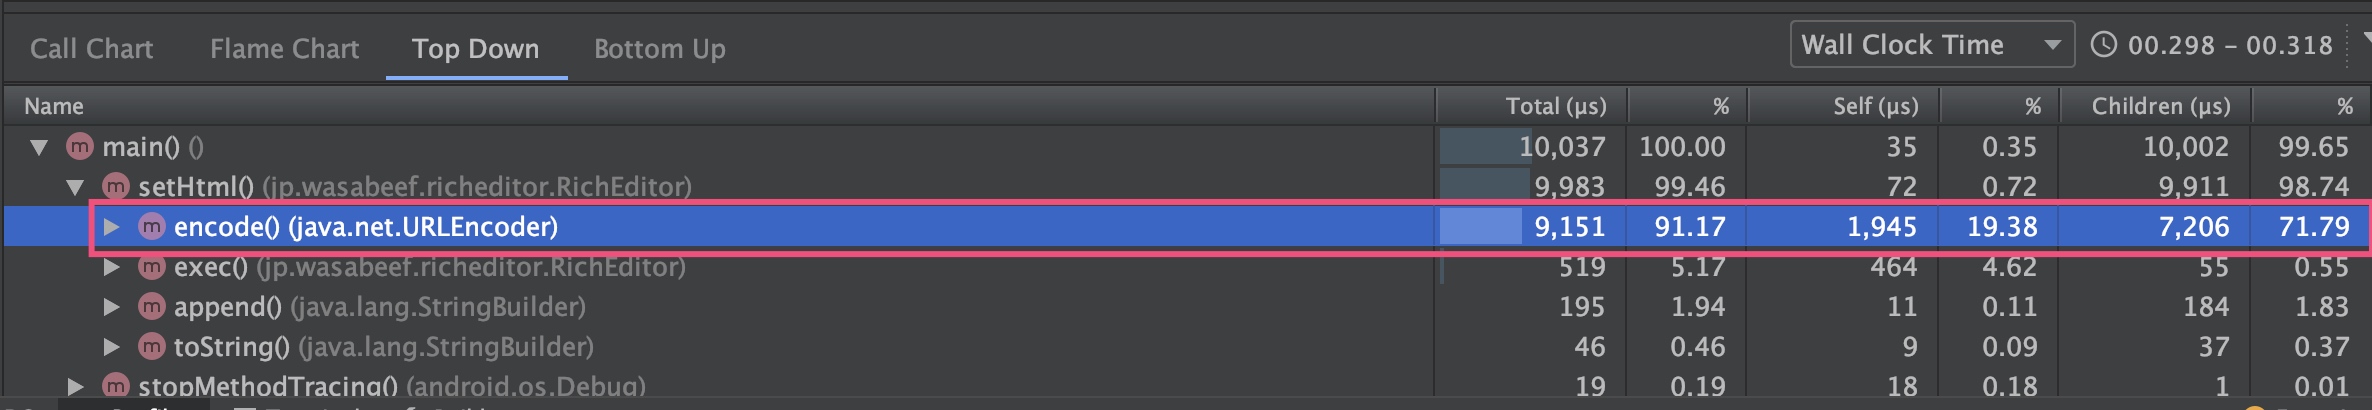 Call Chart Flame Chart Top Down Bottom Up Wall Clock Time 00.298 – 00.318
Name Total (μs) % Self (μs) % Children (μs) %
m main() () 10,037 100.00 35 0.35 10,002 99.65
m setHtml() (jp.wasabeef.richeditor.RichEditor) 9,983 99.46 72 0.72 9,911 98.74
m encode() (java.net.URLEncoder) 9,151 91.17 1,945 19.38 7,206 71.79
m exec() (jp.wasabeef.richeditor.RichEditor) 519 5.17 464 4.62 55 0.55
m append() (java.lang.StringBuilder) 195 1.94 11 0.11 184 1.83
m toString() (java.lang.StringBuilder) 46 0.46 9 0.09 37 0.37
m stopMethodTracing() (android.os.Debug) 19 0.19 18 0.18 1 0.01